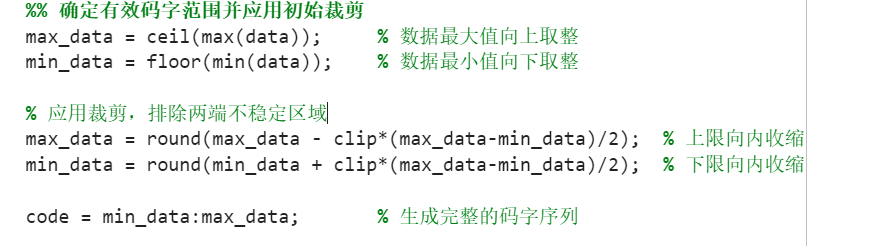 %% 确定有效码字范围并应用初始裁剪
max_data = ceil(max(data));     % 数据最大值向上取整
min_data = floor(min(data));    % 数据最小值向下取整
% 应用裁剪，排除两端不稳定区域
max_data = round(max_data - clip*(max_data-min_data)/2);  % 上限向内收缩
min_data = round(min_data + clip*(max_data-min_data)/2);  % 下限向内收缩
code = min_data:max_data;       % 生成完整的码字序列